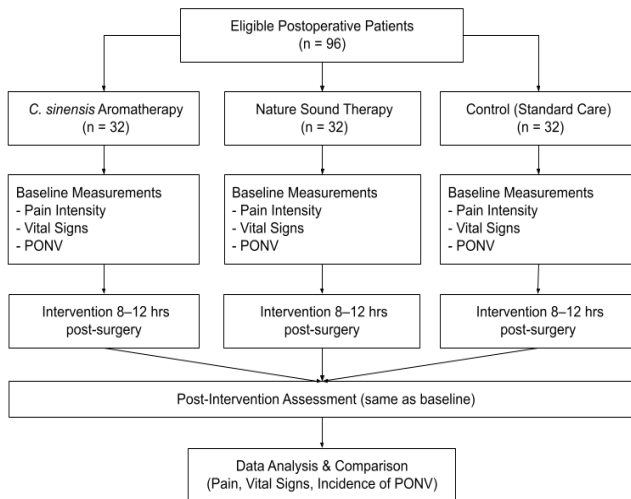 Eligible Postoperative Patients
(n = 96)
C. sinensis Aromatherapy
(n = 32)
Nature Sound Therapy
(n = 32)
Control (Standard Care)
(n = 32)
Baseline Measurements
- Pain Intensity
- Vital Signs
- PONV
Baseline Measurements
- Pain Intensity
- Vital Signs
- PONV
Baseline Measurements
- Pain Intensity
- Vital Signs
- PONV
Intervention 8–12 hrs
post-surgery
Intervention 8–12 hrs
post-surgery
Intervention 8–12 hrs
post-surgery
Post-Intervention Assessment (same as baseline)
Data Analysis & Comparison
(Pain, Vital Signs, Incidence of PONV)